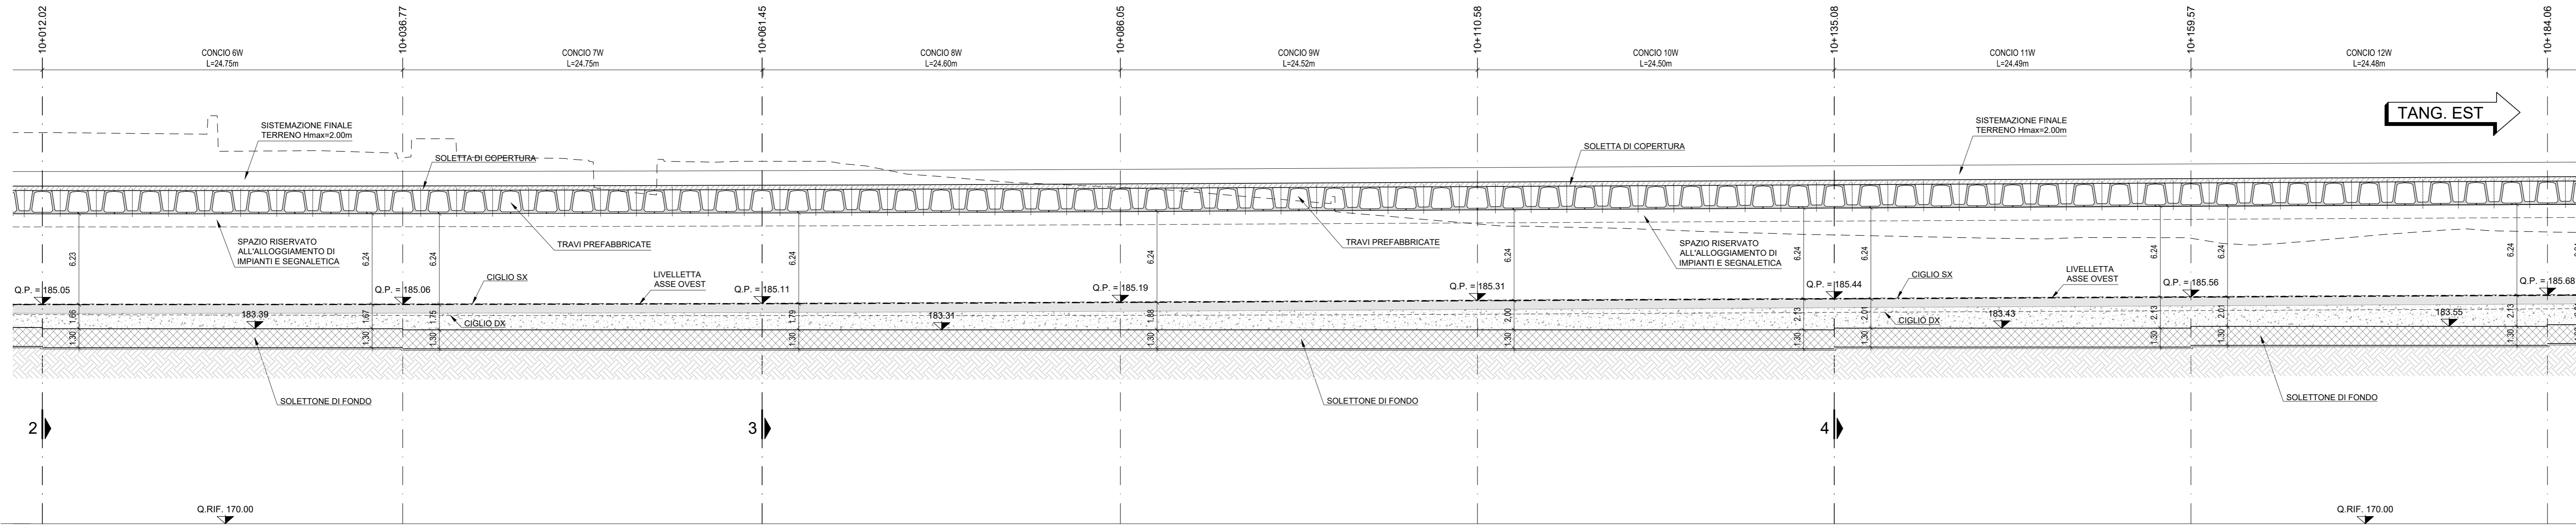 10+012.02
10+036.77
10+061.45
10+086.05
10+110.58
10+135.08
10+159.57
10+184.06
CONCIO 6W
L=24.75m
CONCIO 7W
L=24.75m
CONCIO 8W
L=24.60m
CONCIO 9W
L=24.52m
CONCIO 10W
L=24.50m
CONCIO 11W
L=24.49m
CONCIO 12W
L=24.48m
TANG. EST
SISTEMAZIONE FINALE
TERRENO Hmax=2.00m
SOLETTA DI COPERTURA
SOLETTA DI COPERTURA
SISTEMAZIONE FINALE
TERRENO Hmax=2.00m
SPAZIO RISERVATO
ALL'ALLOGGIAMENTO DI
IMPIANTI E SEGNALETICA
TRAVI PREFABBRICATE
TRAVI PREFABBRICATE
SPAZIO RISERVATO
ALL'ALLOGGIAMENTO DI
IMPIANTI E SEGNALETICA
6.23
6.24
6.24
6.24
6.24
6.24
6.24
6.24
6.24
6.24
6.24
CIGLIO SX
LIVELLETTA
ASSE OVEST
CIGLIO SX
LIVELLETTA
ASSE OVEST
Q.P. = 185.05
Q.P. = 185.06
Q.P. = 185.11
Q.P. = 185.19
Q.P. = 185.31
Q.P. = 185.44
Q.P. = 185.56
Q.P. = 185.68
1.66
183.39
1.67
1.75
CIGLIO DX
1.79
183.31
1.88
2.00
2.13
2.01
CIGLIO DX
183.43
2.13
2.01
183.55
2.13
1.30
1.30
1.30
1.30
1.30
1.30
1.30
1.30
1.30
1.30
1.30
SOLETTONE DI FONDO
SOLETTONE DI FONDO
SOLETTONE DI FONDO
2
3
4
Q.RIF. 170.00
Q.RIF. 170.00